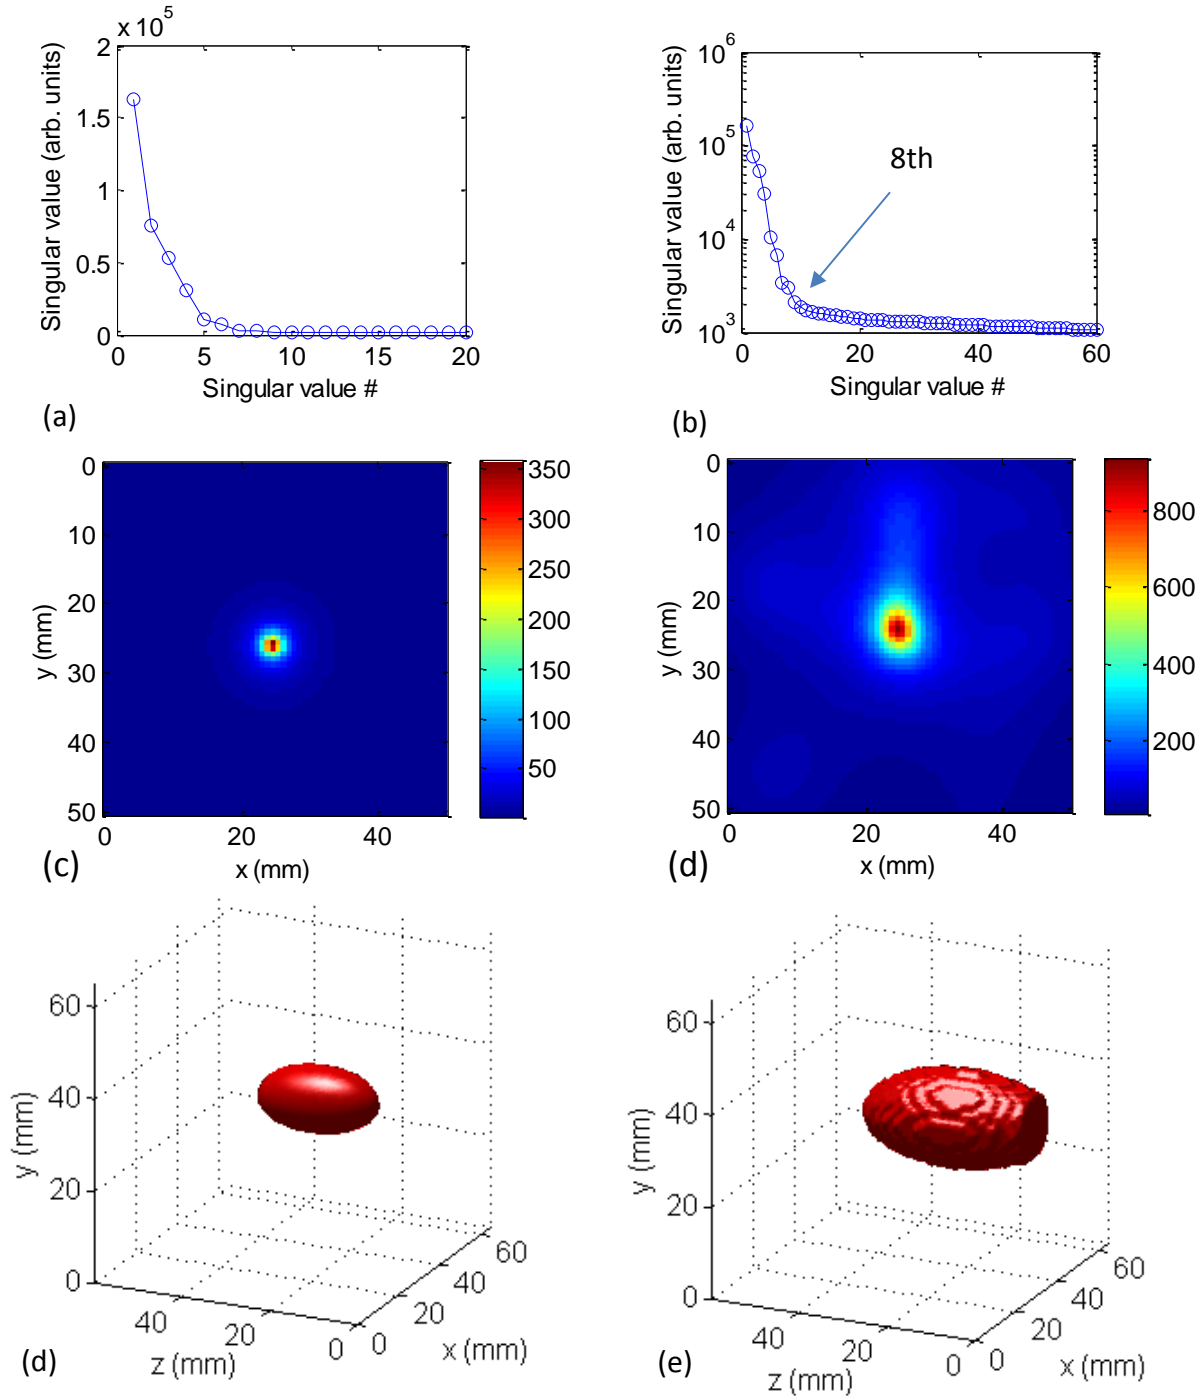 x 10^5
2
1.5
1
0.5
0
0 5 10 15 20
Singular value (arb. units)
Singular value #
(a)
10^6
10^5
10^4
10^3
0 20 40 60
Singular value (arb. units)
Singular value #
8th
(b)
0
10
20
30
40
50
0 20 40
y (mm)
x (mm)
350
300
250
200
150
100
50
(c)
0
10
20
30
40
50
0 20 40
y (mm)
x (mm)
800
600
400
200
(d)
60
40
20
0
y (mm)
40 20 0
z (mm)
0 20 40 60
x (mm)
(d)
60
40
20
0
y (mm)
40 20 0
z (mm)
0 20 40 60
x (mm)
(e)